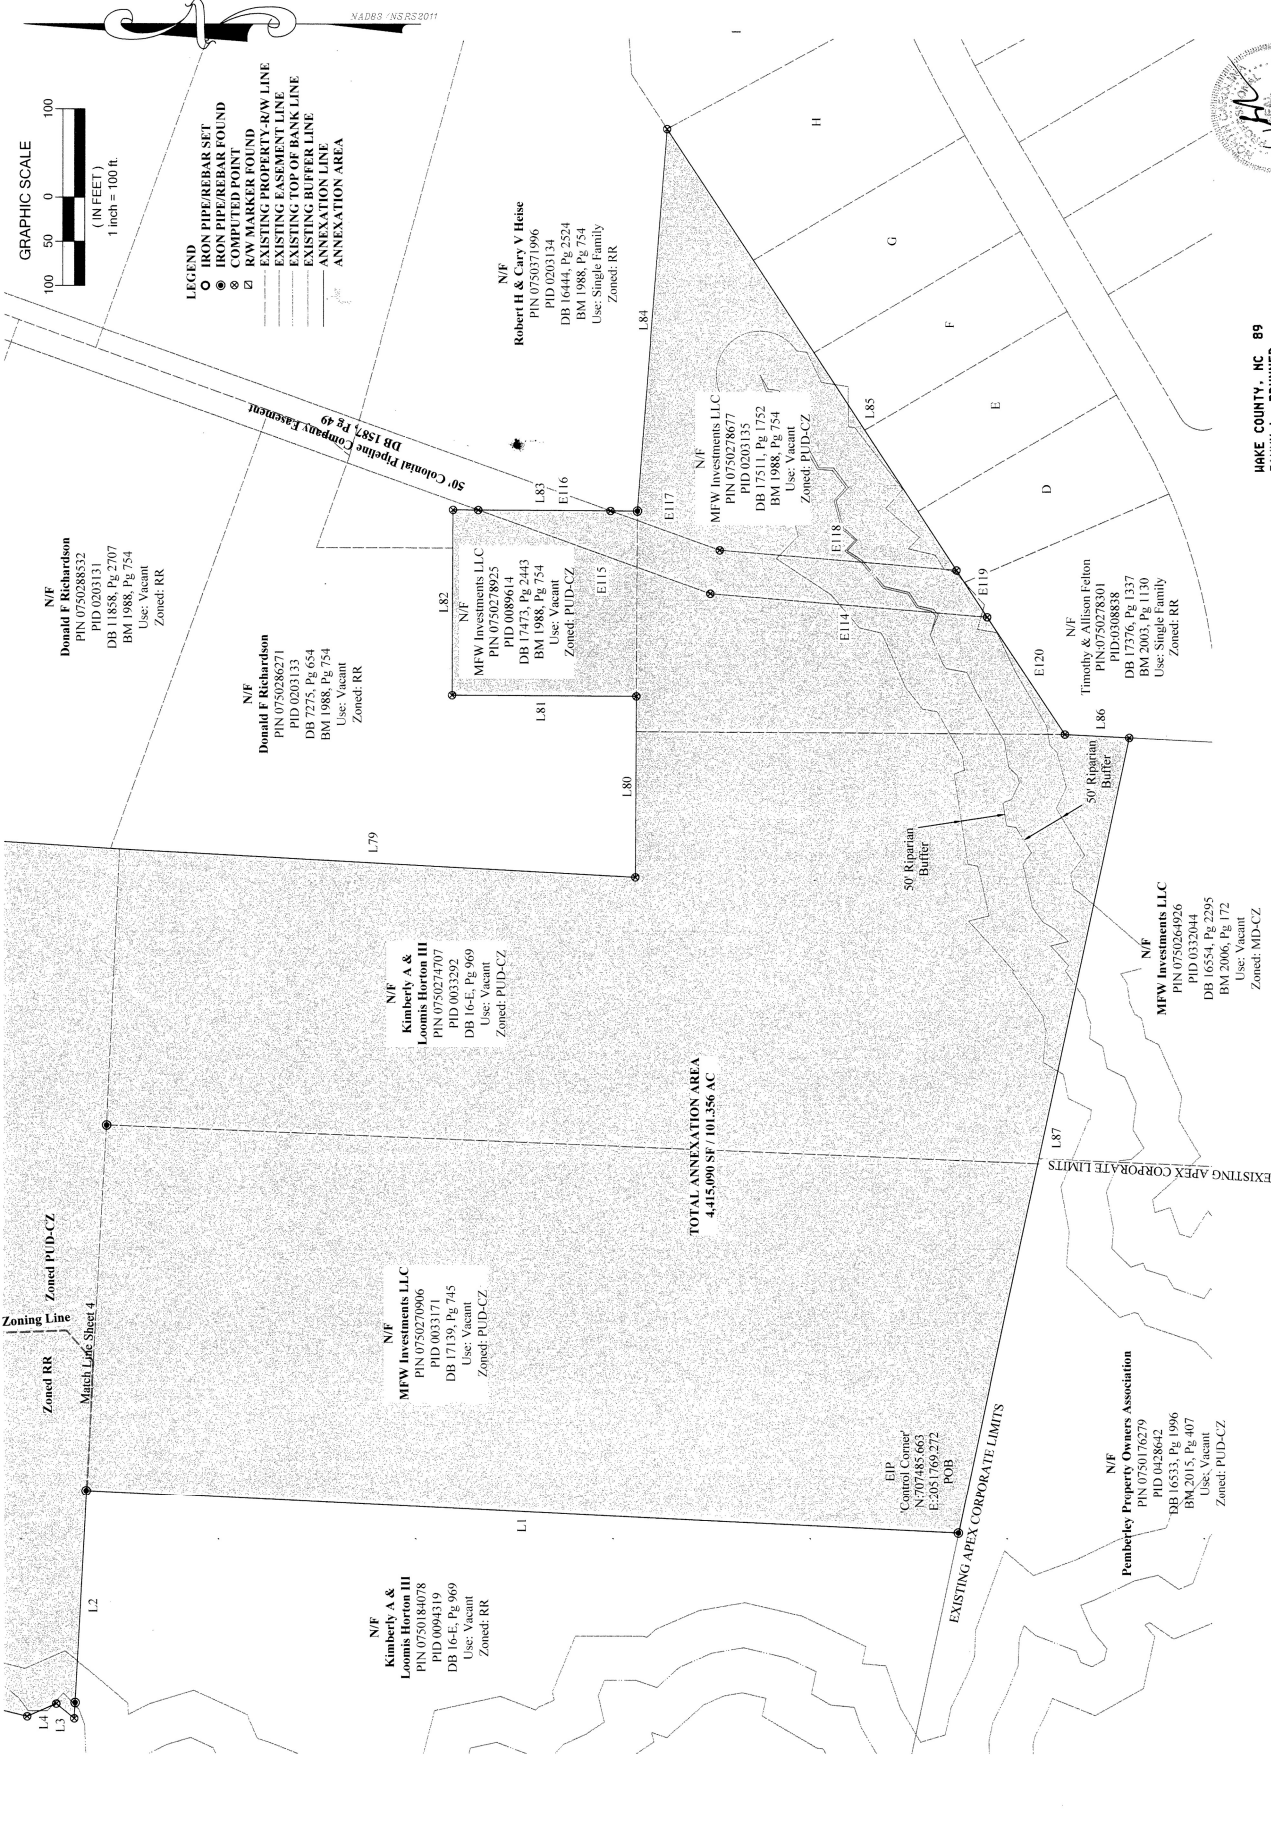 NAD83 /NSRS2011
GRAPHIC SCALE
100 50 0 100
( IN FEET )
1 inch = 100 ft.
LEGEND
IRON PIPE/REBAR SET
IRON PIPE/REBAR FOUND
COMPUTED POINT
R/W MARKER FOUND
EXISTING PROPERTY-R/W LINE
EXISTING EASEMENT LINE
EXISTING TOP OF BANK LINE
EXISTING BUFFER LINE
ANNEXATION LINE
ANNEXATION AREA
N/F
Donald F Richardson
PIN 0750288532
PID 0203131
DB 11858, Pg 2707
BM 1988, Pg 754
Use: Vacant
Zoned: RR
N/F
Donald F Richardson
PIN 0750286271
PID 0203133
DB 7275, Pg 654
BM 1988, Pg 754
Use: Vacant
Zoned: RR
50' Colonial Pipeline Company Easement
DB 1587, Pg 49
N/F
Robert H & Cary V Heise
PIN 0750371996
PID 0203134
DB 16444, Pg 2524
BM 1988, Pg 754
Use: Single Family
Zoned: RR
N/F
MFW Investments LLC
PIN 0750278925
PID 0089614
DB 17473, Pg 2443
BM 1988, Pg 754
Use: Vacant
Zoned: PUD-CZ
N/F
MFW Investments LLC
PIN 0750278677
PID 0203135
DB 17511, Pg 1752
BM 1988, Pg 754
Use: Vacant
Zoned: PUD-CZ
L79
L80
L81
L82
L83
L84
L85
L86
L87
E114
E115
E116
E117
E118
E119
E120
D
E
F
G
H
I
N/F
Timothy & Allison Felton
PIN:0750278301
PID:0308838
DB 17376, Pg 1337
BM 2003, Pg 1130
Use: Single Family
Zoned: RR
50' Riparian
Buffer
50' Riparian
Buffer
N/F
Kimberly A &
Loomis Horton III
PIN 0750274707
PID 0033292
DB 16-E, Pg 969
Use: Vacant
Zoned: PUD-CZ
TOTAL ANNEXATION AREA
4,415,090 SF / 101.356 AC
N/F
MFW Investments LLC
PIN 0750264926
PID 0332044
DB 16554, Pg 2295
BM 2006, Pg 172
Use: Vacant
Zoned: MD-CZ
EXISTING APEX CORPORATE LIMITS
Zoned PUD-CZ
Zoning Line
Zoned RR
Match Line Sheet 4
N/F
MFW Investments LLC
PIN 0750270906
PID 0033171
DB 17139, Pg 745
Use: Vacant
Zoned: PUD-CZ
EIP
'Control Corner'
N:707485.663
E:2051769.272
POB
EXISTING APEX CORPORATE LIMITS
N/F
Pemberley Property Owners Association
PIN 0750176279
PID 0428642
DB 16533, Pg 1996
BM 2015, Pg 407
Use: Vacant
Zoned: PUD-CZ
L1
L2
L3
L4
N/F
Kimberly A &
Loomis Horton III
PIN 0750184078
PID 0094319
DB 16-E, Pg 969
Use: Vacant
Zoned: RR
WAKE COUNTY, NC 89